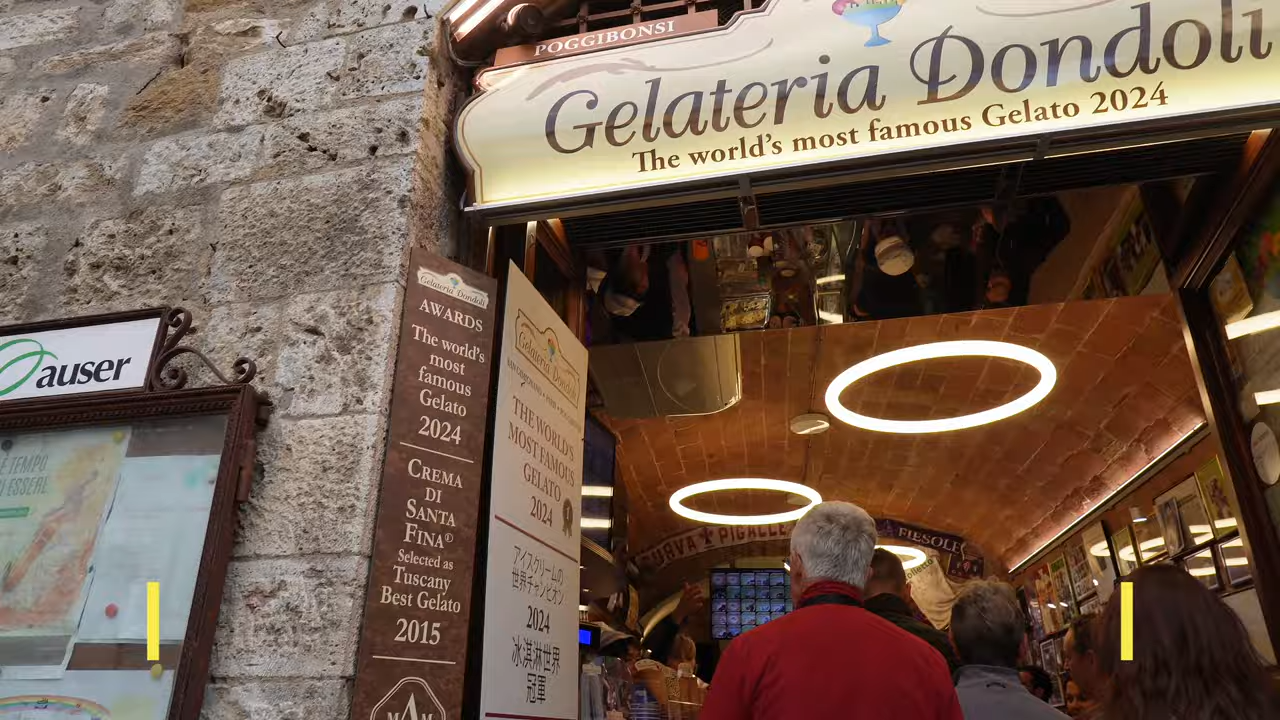 POGGIBONSI
Gelateria Dondoli
The world's most famous Gelato 2024
auser
È TEMPO
DI ESSERE
Gelateria Dondoli
AWARDS
The world's
most
famous
Gelato
2024
CREMA
DI
SANTA
FINA®
Selected as
Tuscany
Best Gelato
2015
Gelateria Dondoli
THE WORLD'S
MOST FAMOUS
GELATO
2024
アイスクリームの
世界チャンピオン
2024
冰淇淋世界
冠軍
CURVA PIGALLE
FIESOLE